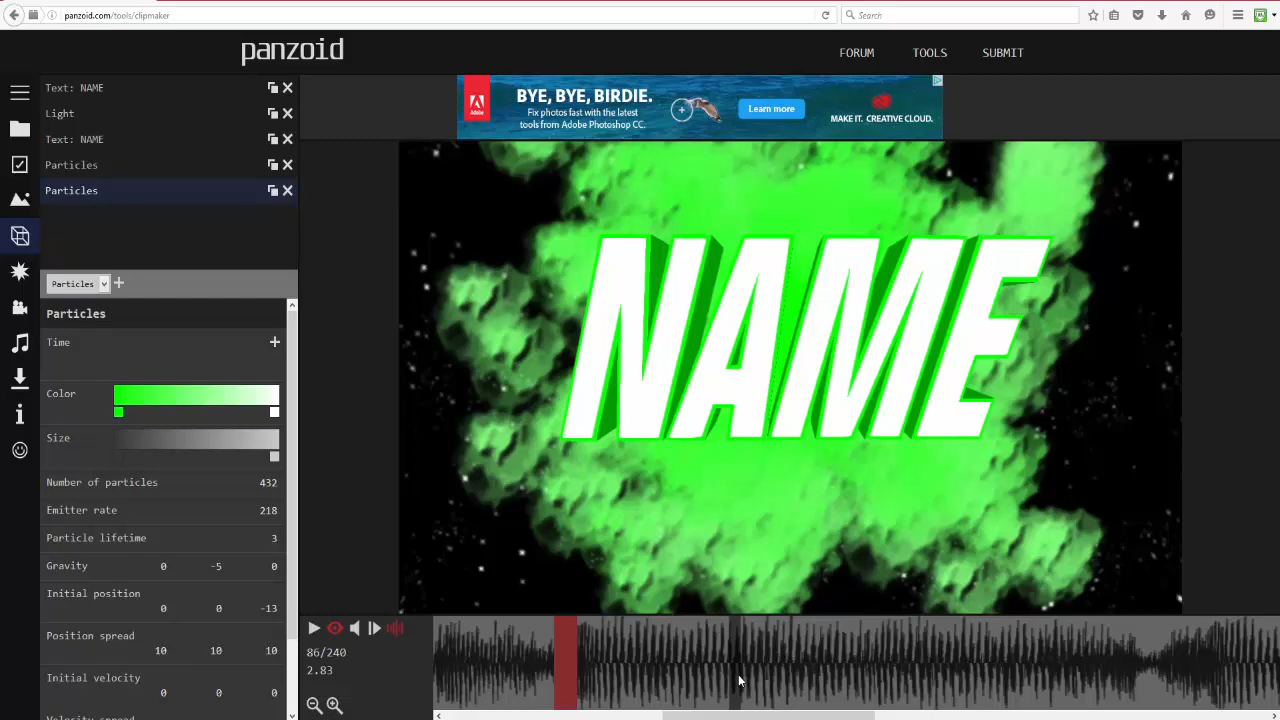 panzoid.com/tools/clipmaker
Search
panzoid
FORUM TOOLS SUBMIT
Text: NAME
Light
Text: NAME
Particles
Particles
BYE, BYE, BIRDIE.
Fix photos fast with the latest
tools from Adobe Photoshop CC.
Learn more
Adobe
MAKE IT. CREATIVE CLOUD.
NAME
Particles
Particles
Time
Color
Size
Number of particles 432
Emitter rate 218
Particle lifetime 3
Gravity 0 -5 0
Initial position
0 0 -13
Position spread
10 10 10
Initial velocity
0 0 0
Velocity spread
86/240
2.83